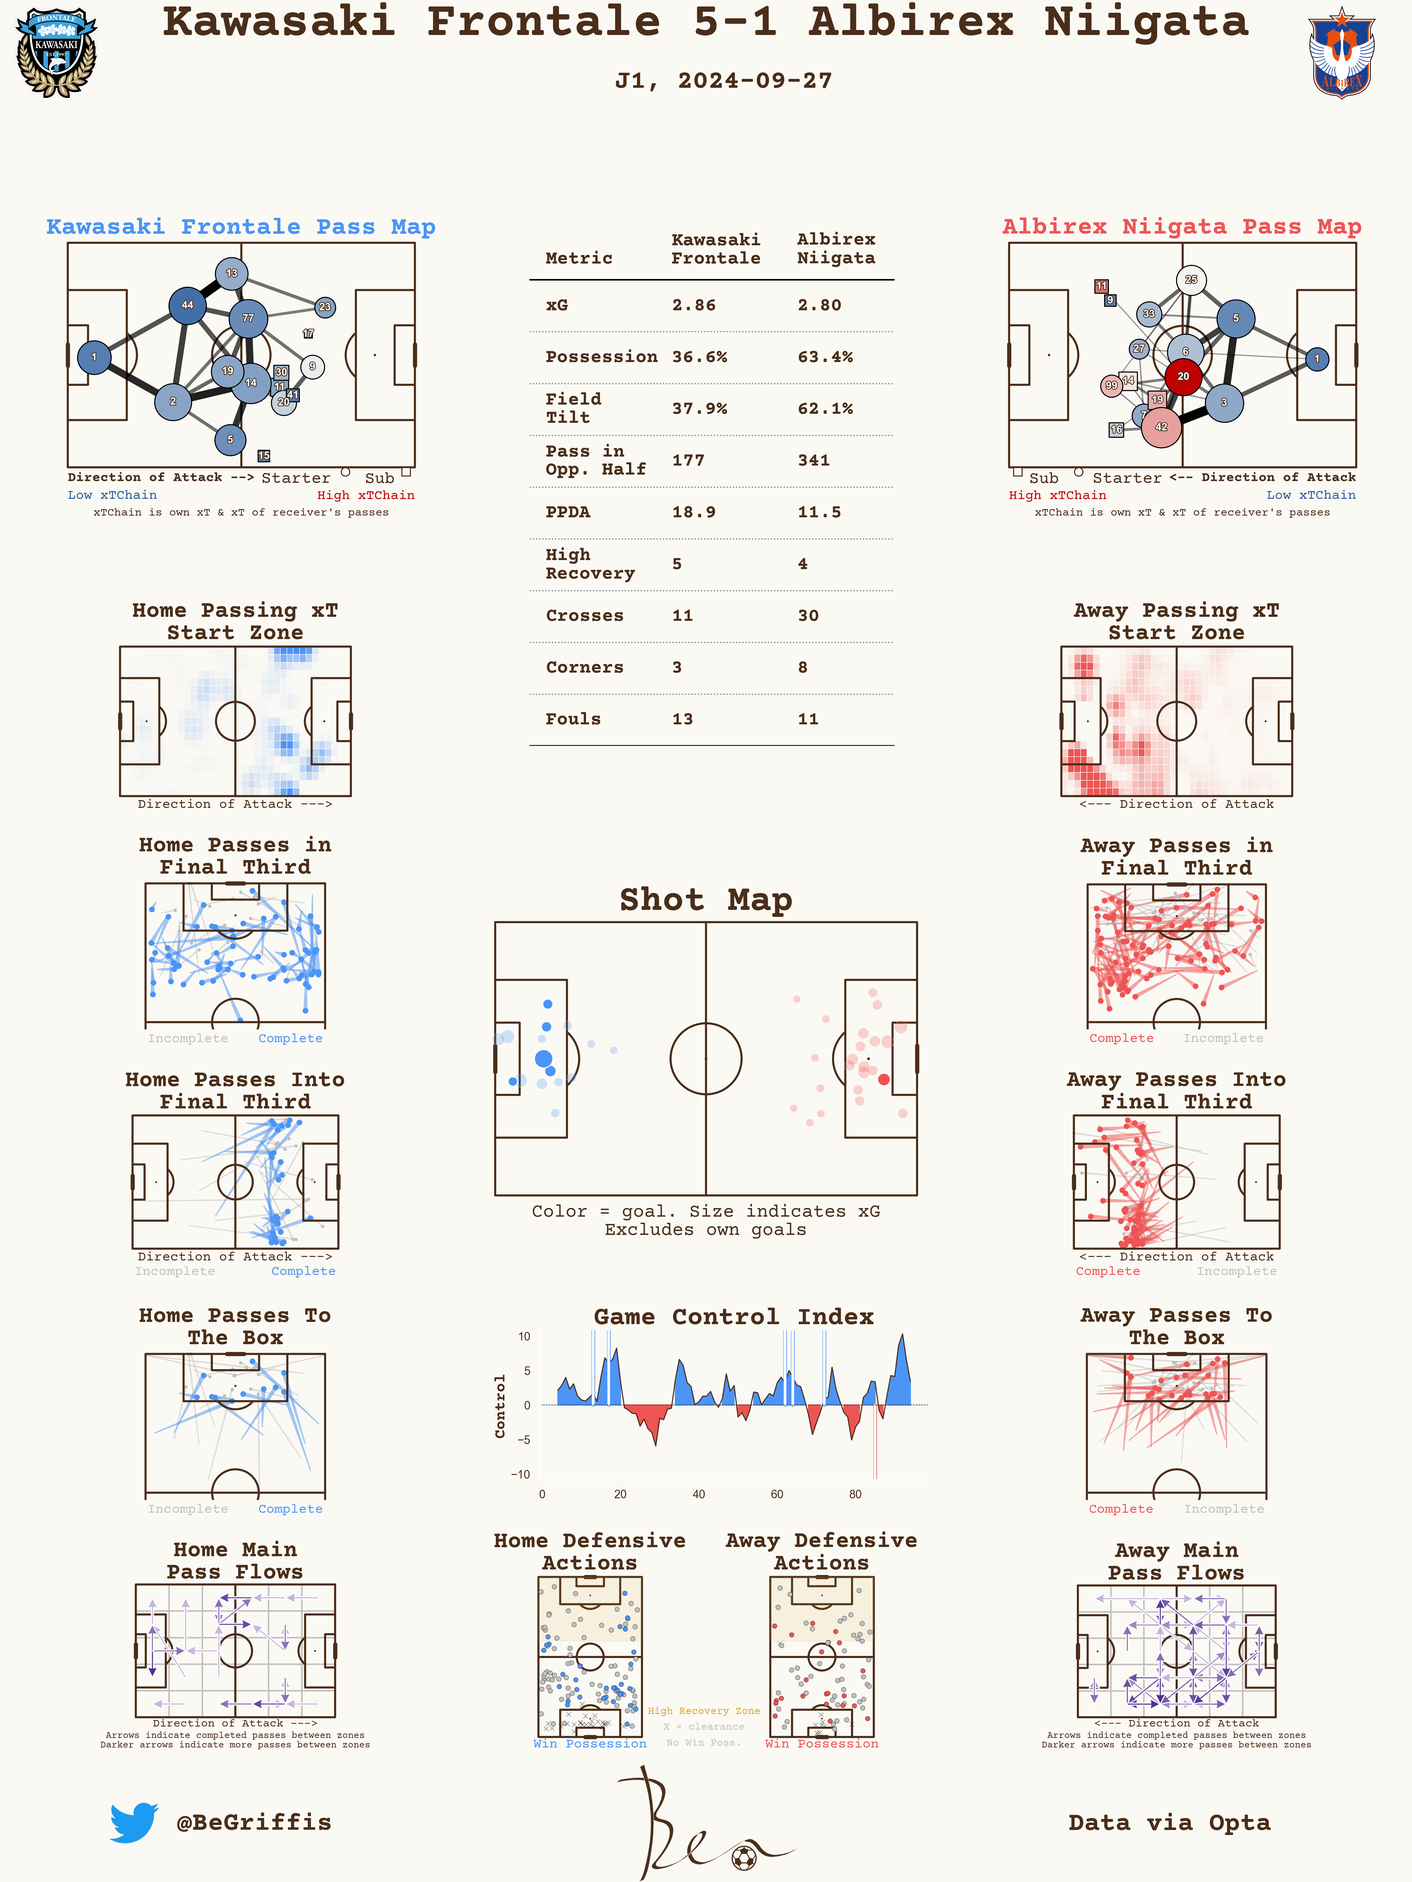 Kawasaki Frontale 5-1 Albirex Niigata
J1, 2024-09-27
FRONTALE
KAWASAKI
ALBIREX
Kawasaki Frontale Pass Map
13
44
77
23
17
1
19
14
9
30
11
41
20
2
5
15
Direction of Attack --> Starter Sub
Low xTChain High xTChain
xTChain is own xT & xT of receiver's passes
Metric Kawasaki Frontale Albirex Niigata
xG 2.86 2.80
Possession 36.6% 63.4%
Field Tilt 37.9% 62.1%
Pass in Opp. Half 177 341
PPDA 18.9 11.5
High Recovery 5 4
Crosses 11 30
Corners 3 8
Fouls 13 11
Albirex Niigata Pass Map
11
9
25
33
5
27
6
1
99
14
20
19
3
7
16
42
Sub Starter <-- Direction of Attack
High xTChain Low xTChain
xTChain is own xT & xT of receiver's passes
Home Passing xT
Start Zone
Direction of Attack --->
Away Passing xT
Start Zone
<--- Direction of Attack
Home Passes in
Final Third
Incomplete Complete
Away Passes in
Final Third
Complete Incomplete
Shot Map
Color = goal. Size indicates xG
Excludes own goals
Home Passes Into
Final Third
Direction of Attack --->
Incomplete Complete
Away Passes Into
Final Third
<--- Direction of Attack
Complete Incomplete
Home Passes To
The Box
Incomplete Complete
Game Control Index
Control
10
5
0
−5
−10
0 20 40 60 80
Away Passes To
The Box
Complete Incomplete
Home Main
Pass Flows
Direction of Attack --->
Arrows indicate completed passes between zones
Darker arrows indicate more passes between zones
Home Defensive
Actions
Win Possession
High Recovery Zone
X = clearance
No Win Poss.
Away Defensive
Actions
Win Possession
Away Main
Pass Flows
<--- Direction of Attack
Arrows indicate completed passes between zones
Darker arrows indicate more passes between zones
@BeGriffis
Ben
Data via Opta